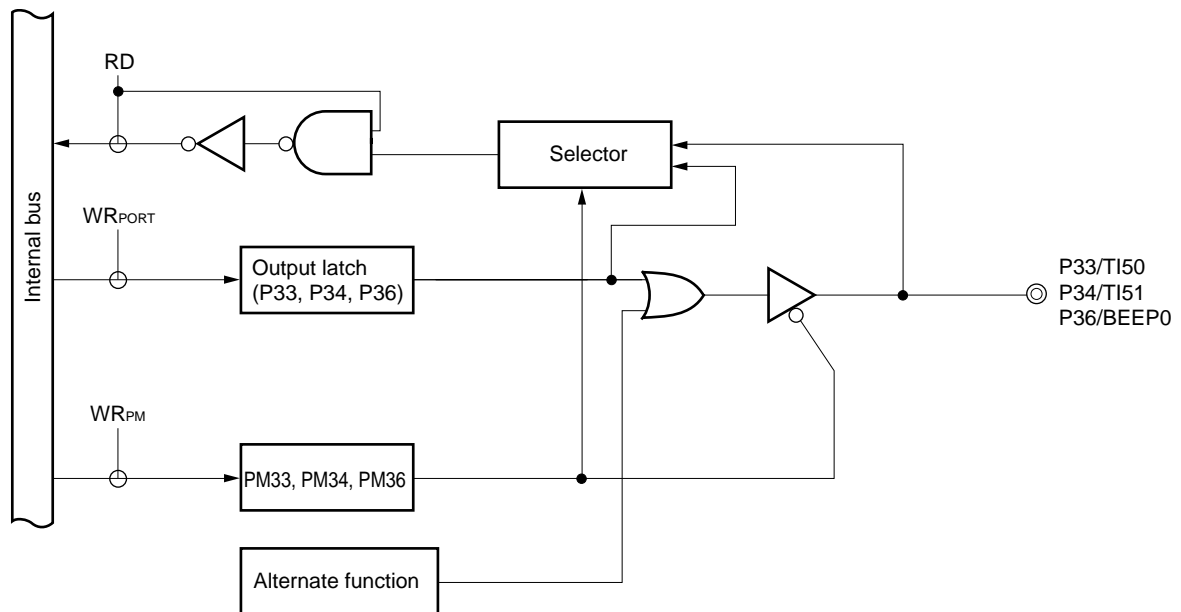 RD
Selector
Internal bus
WRPORT
Output latch
(P33, P34, P36)
P33/TI50
P34/TI51
P36/BEEP0
WRPM
PM33, PM34, PM36
Alternate function